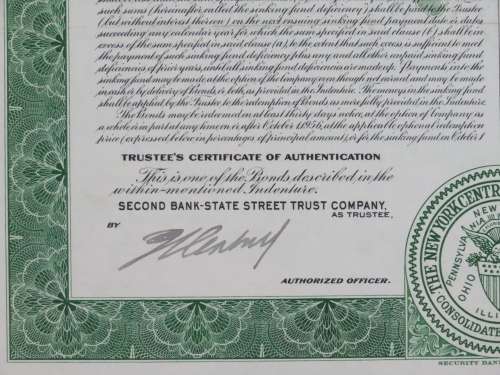 such sums (hereinafter called the sinking fund deficiency) shall be paid to the Trustee
(but without interest thereon) on the next ensuing sinking fund payment date or dates
succeeding any calendar year for which the sum specified in said clause (b) shall be in
excess of the sum specified in said clause (a), to the extent that such excess is sufficient to meet
the payment of such sinking fund deficiency plus any and all other unpaid sinking fund
deficiencies of prior years, until all sinking fund deficiencies are made up. Payments into the
sinking fund may be made at the option of the Company even though not earned and may be made
in cash or by delivery of bonds, or both, as provided in the Indenture. The moneys in the sinking fund
shall be applied by the Trustee to the redemption of Bonds as more fully provided in the Indenture
The Bonds may be redeemed on at least thirty days notice, at the option of Company as
a whole or in part at any time on or after October 1 1956, at the applicable optional redemption
price (expressed below in percentages of principal amount), or for the sinking fund on October 1
TRUSTEE'S CERTIFICATE OF AUTHENTICATION
This is one of the Bonds described in the
within-mentioned Indenture.
SECOND BANK-STATE STREET TRUST COMPANY,
AS TRUSTEE,
BY
AUTHORIZED OFFICER.
THE NEW YORK CENTRAL
CONSOLIDATE
PENNSYLVANIA
NEW
OHIO
ILLI
SECURITY BAN